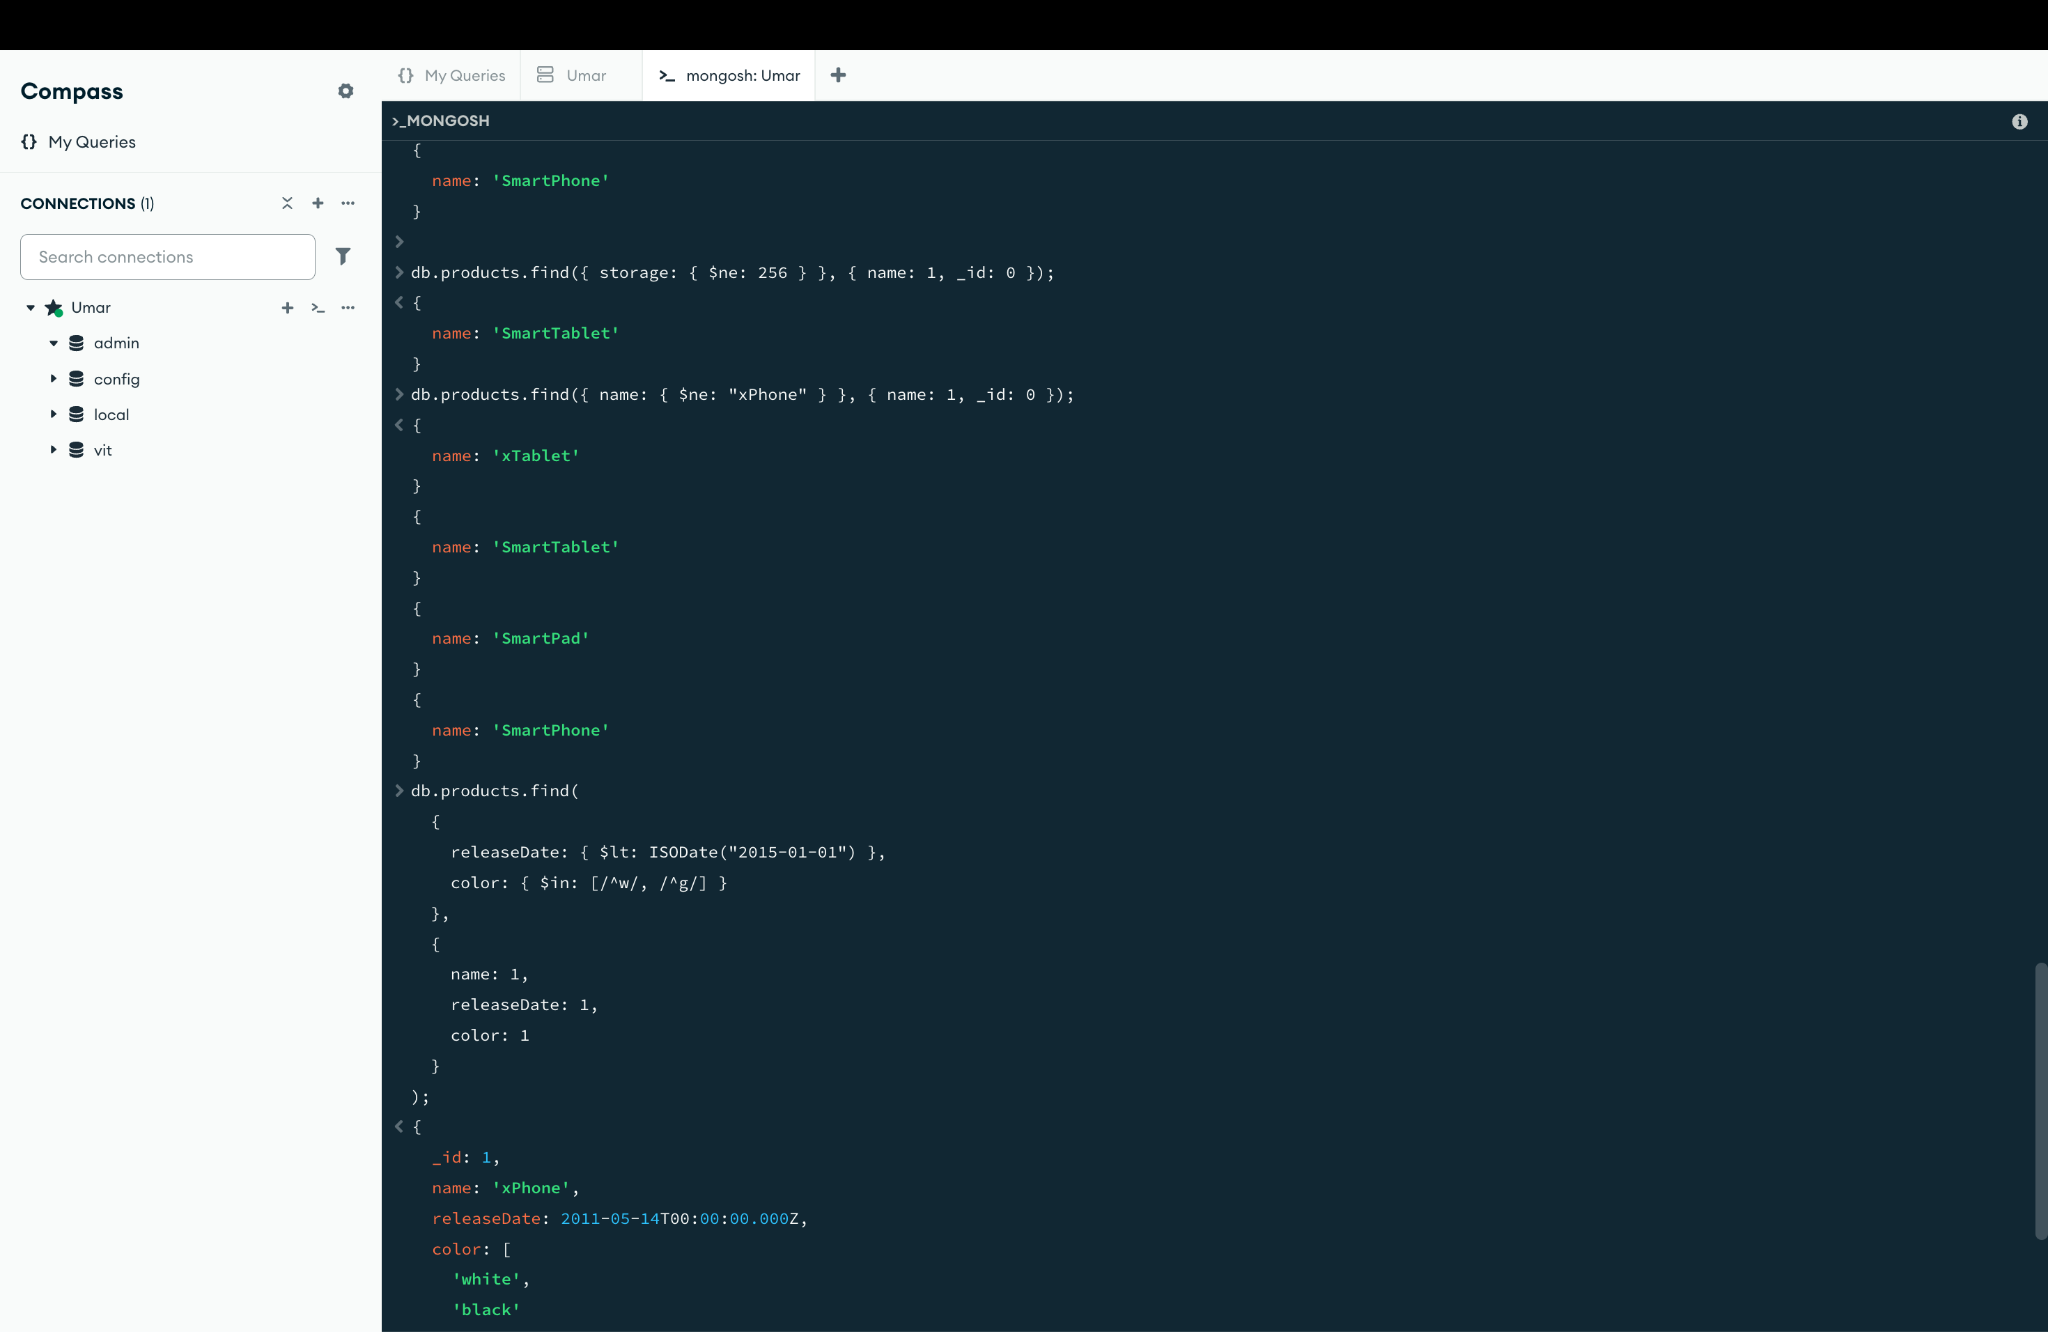 Compass
My Queries
CONNECTIONS (1)
Search connections
Umar
admin
config
local
vit
My Queries
Umar
mongosh: Umar
>_MONGOSH
{
name: 'SmartPhone'
}
>
> db.products.find({ storage: { $ne: 256 } }, { name: 1, _id: 0 });
< {
name: 'SmartTablet'
}
> db.products.find({ name: { $ne: "xPhone" } }, { name: 1, _id: 0 });
< {
name: 'xTablet'
}
{
name: 'SmartTablet'
}
{
name: 'SmartPad'
}
{
name: 'SmartPhone'
}
> db.products.find(
{
releaseDate: { $lt: ISODate("2015-01-01") },
color: { $in: [/^w/, /^g/] }
},
{
name: 1,
releaseDate: 1,
color: 1
}
);
< {
_id: 1,
name: 'xPhone',
releaseDate: 2011-05-14T00:00:00.000Z,
color: [
'white',
'black'